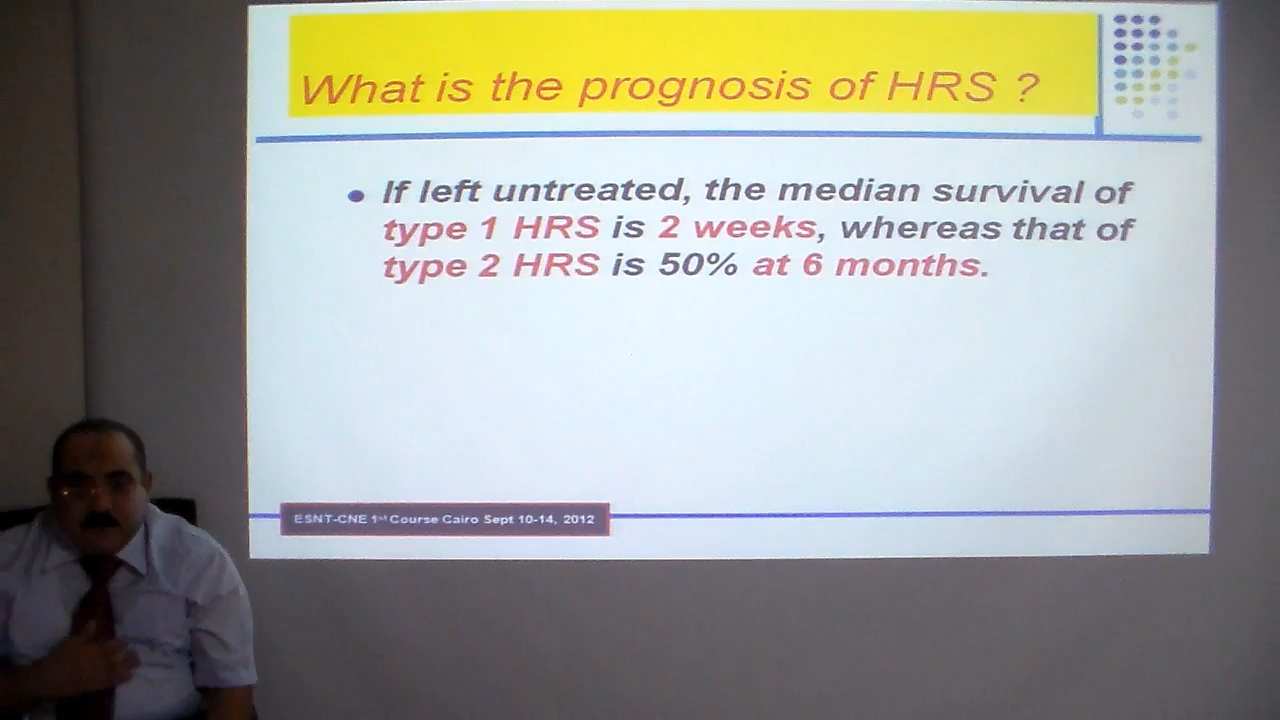 What is the prognosis of HRS ?
If left untreated, the median survival of
type 1 HRS is 2 weeks, whereas that of
type 2 HRS is 50% at 6 months.
ESNT-CNE 1st Course Cairo Sept 10-14, 2012